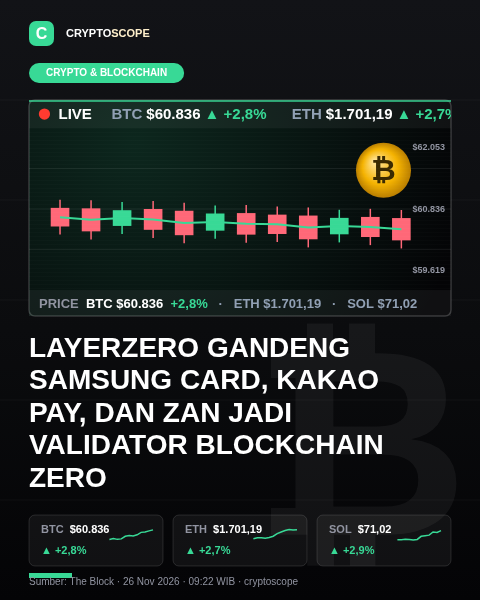 C CRYPTOSCOPE
CRYPTO & BLOCKCHAIN
LIVE BTC $60.836 ▲ +2,8% ETH $1.701,19 ▲ +2,7%
$62.053
$60.836
$59.619
PRICE BTC $60.836 +2,8% · ETH $1.701,19 · SOL $71,02
LAYERZERO GANDENG
SAMSUNG CARD, KAKAO
PAY, DAN ZAN JADI
VALIDATOR BLOCKCHAIN
ZERO
BTC $60.836 ETH $1.701,19 SOL $71,02
▲ +2,8% ▲ +2,7% ▲ +2,9%
Sumber: The Block · 26 Nov 2026 · 09:22 WIB · cryptoscope